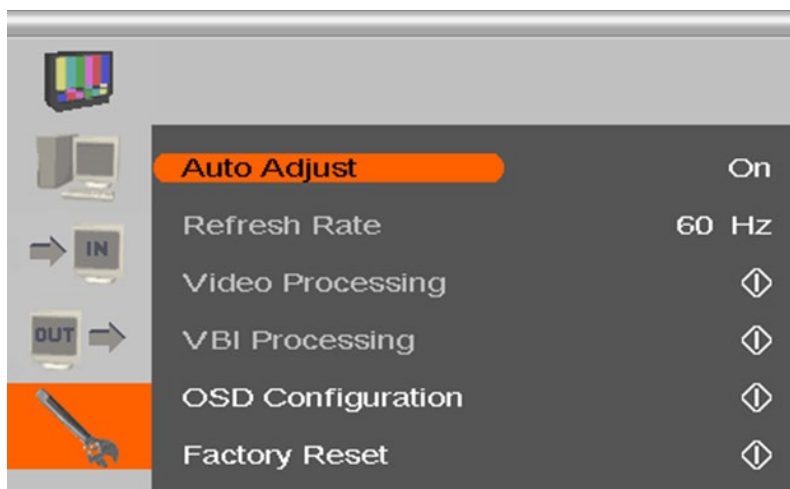 Auto Adjust On
Refresh Rate 60 Hz
IN
Video Processing
VBI Processing
OUT
OSD Configuration
Factory Reset